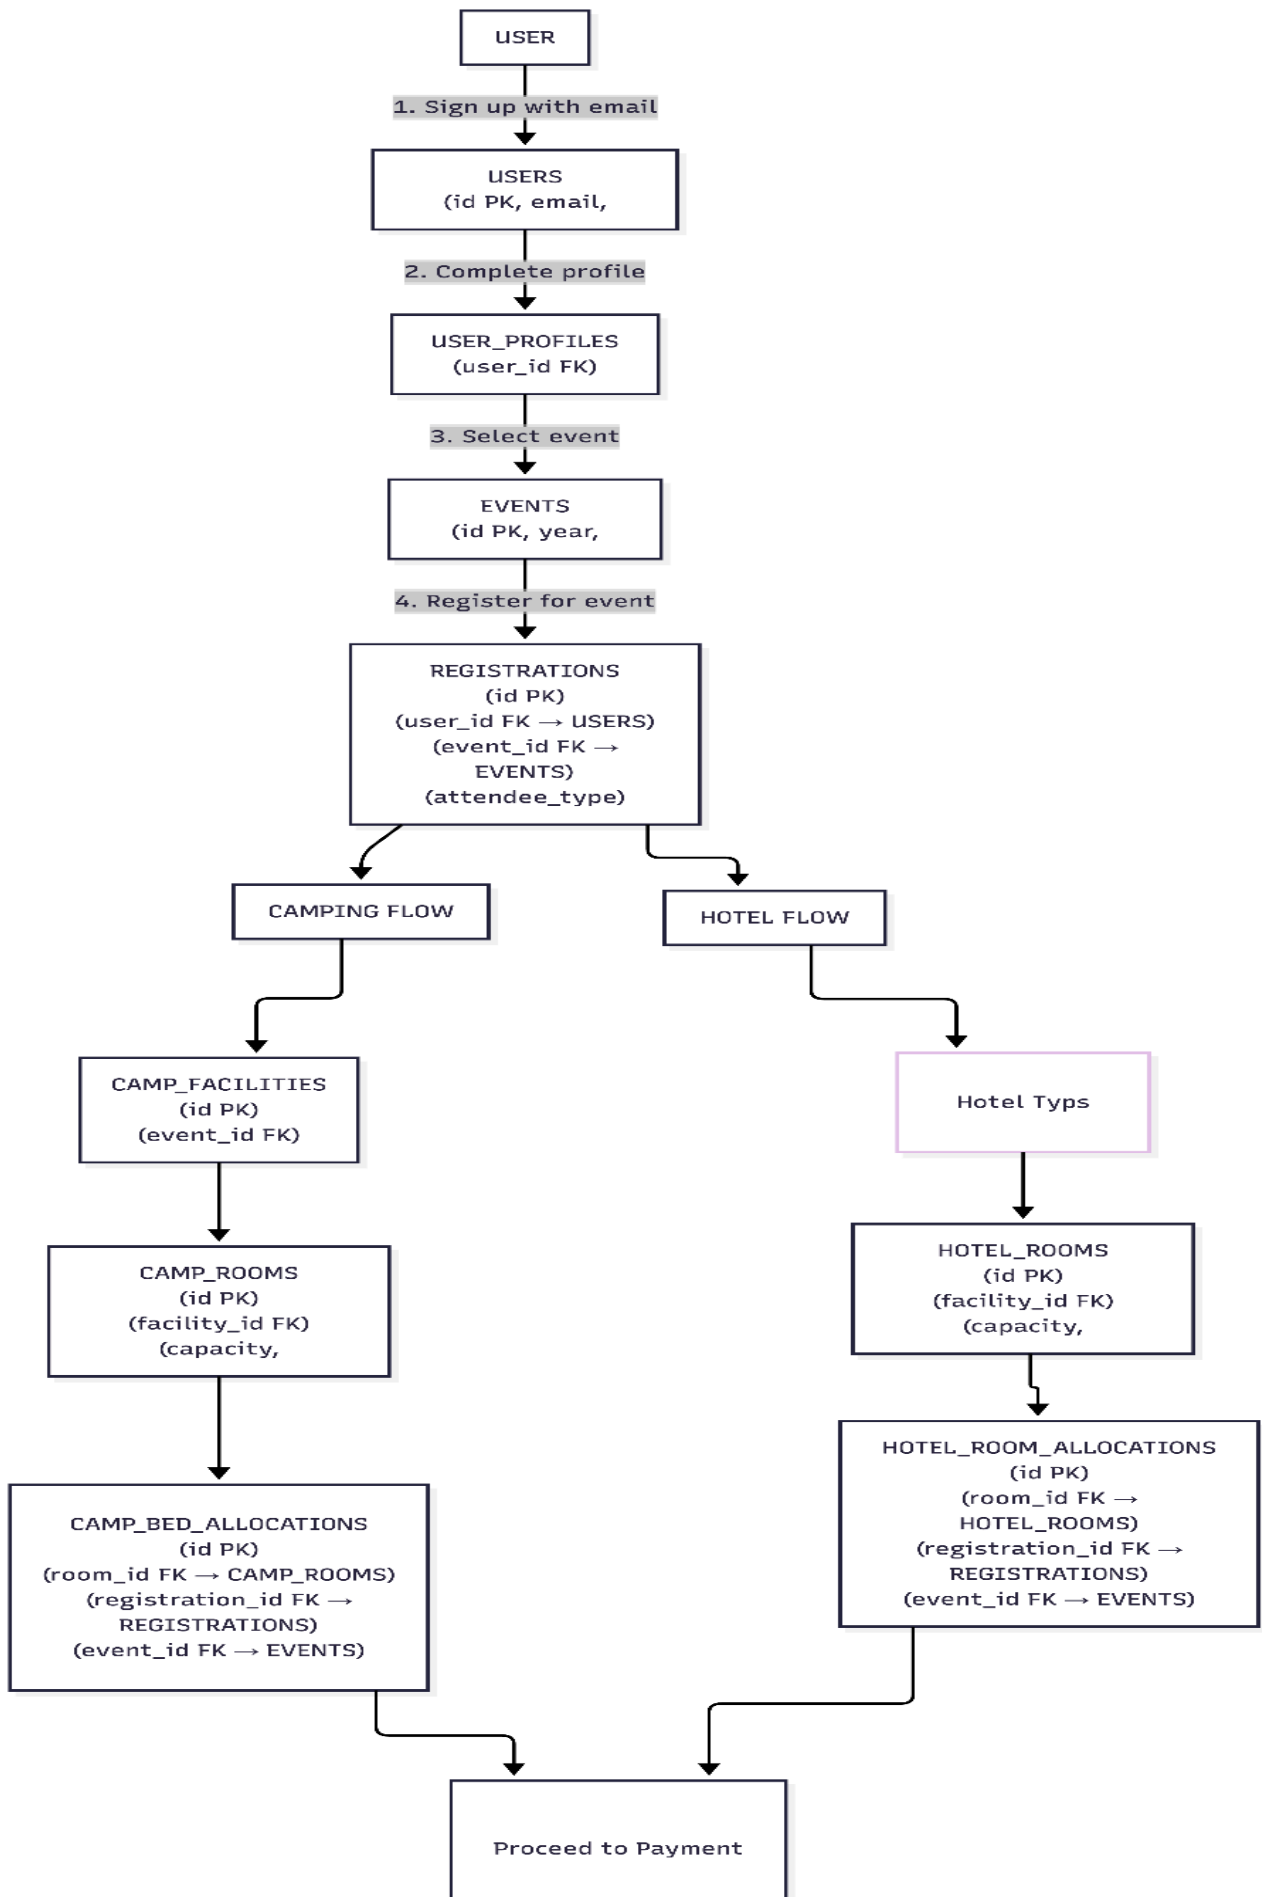 USER
1. Sign up with email
USERS
(id PK, email,
2. Complete profile
USER_PROFILES
(user_id FK)
3. Select event
EVENTS
(id PK, year,
4. Register for event
REGISTRATIONS
(id PK)
(user_id FK → USERS)
(event_id FK →
EVENTS)
(attendee_type)
CAMPING FLOW
HOTEL FLOW
CAMP_FACILITIES
(id PK)
(event_id FK)
Hotel Typs
CAMP_ROOMS
(id PK)
(facility_id FK)
(capacity,
HOTEL_ROOMS
(id PK)
(facility_id FK)
(capacity,
CAMP_BED_ALLOCATIONS
(id PK)
(room_id FK → CAMP_ROOMS)
(registration_id FK →
REGISTRATIONS)
(event_id FK → EVENTS)
HOTEL_ROOM_ALLOCATIONS
(id PK)
(room_id FK →
HOTEL_ROOMS)
(registration_id FK →
REGISTRATIONS)
(event_id FK → EVENTS)
Proceed to Payment